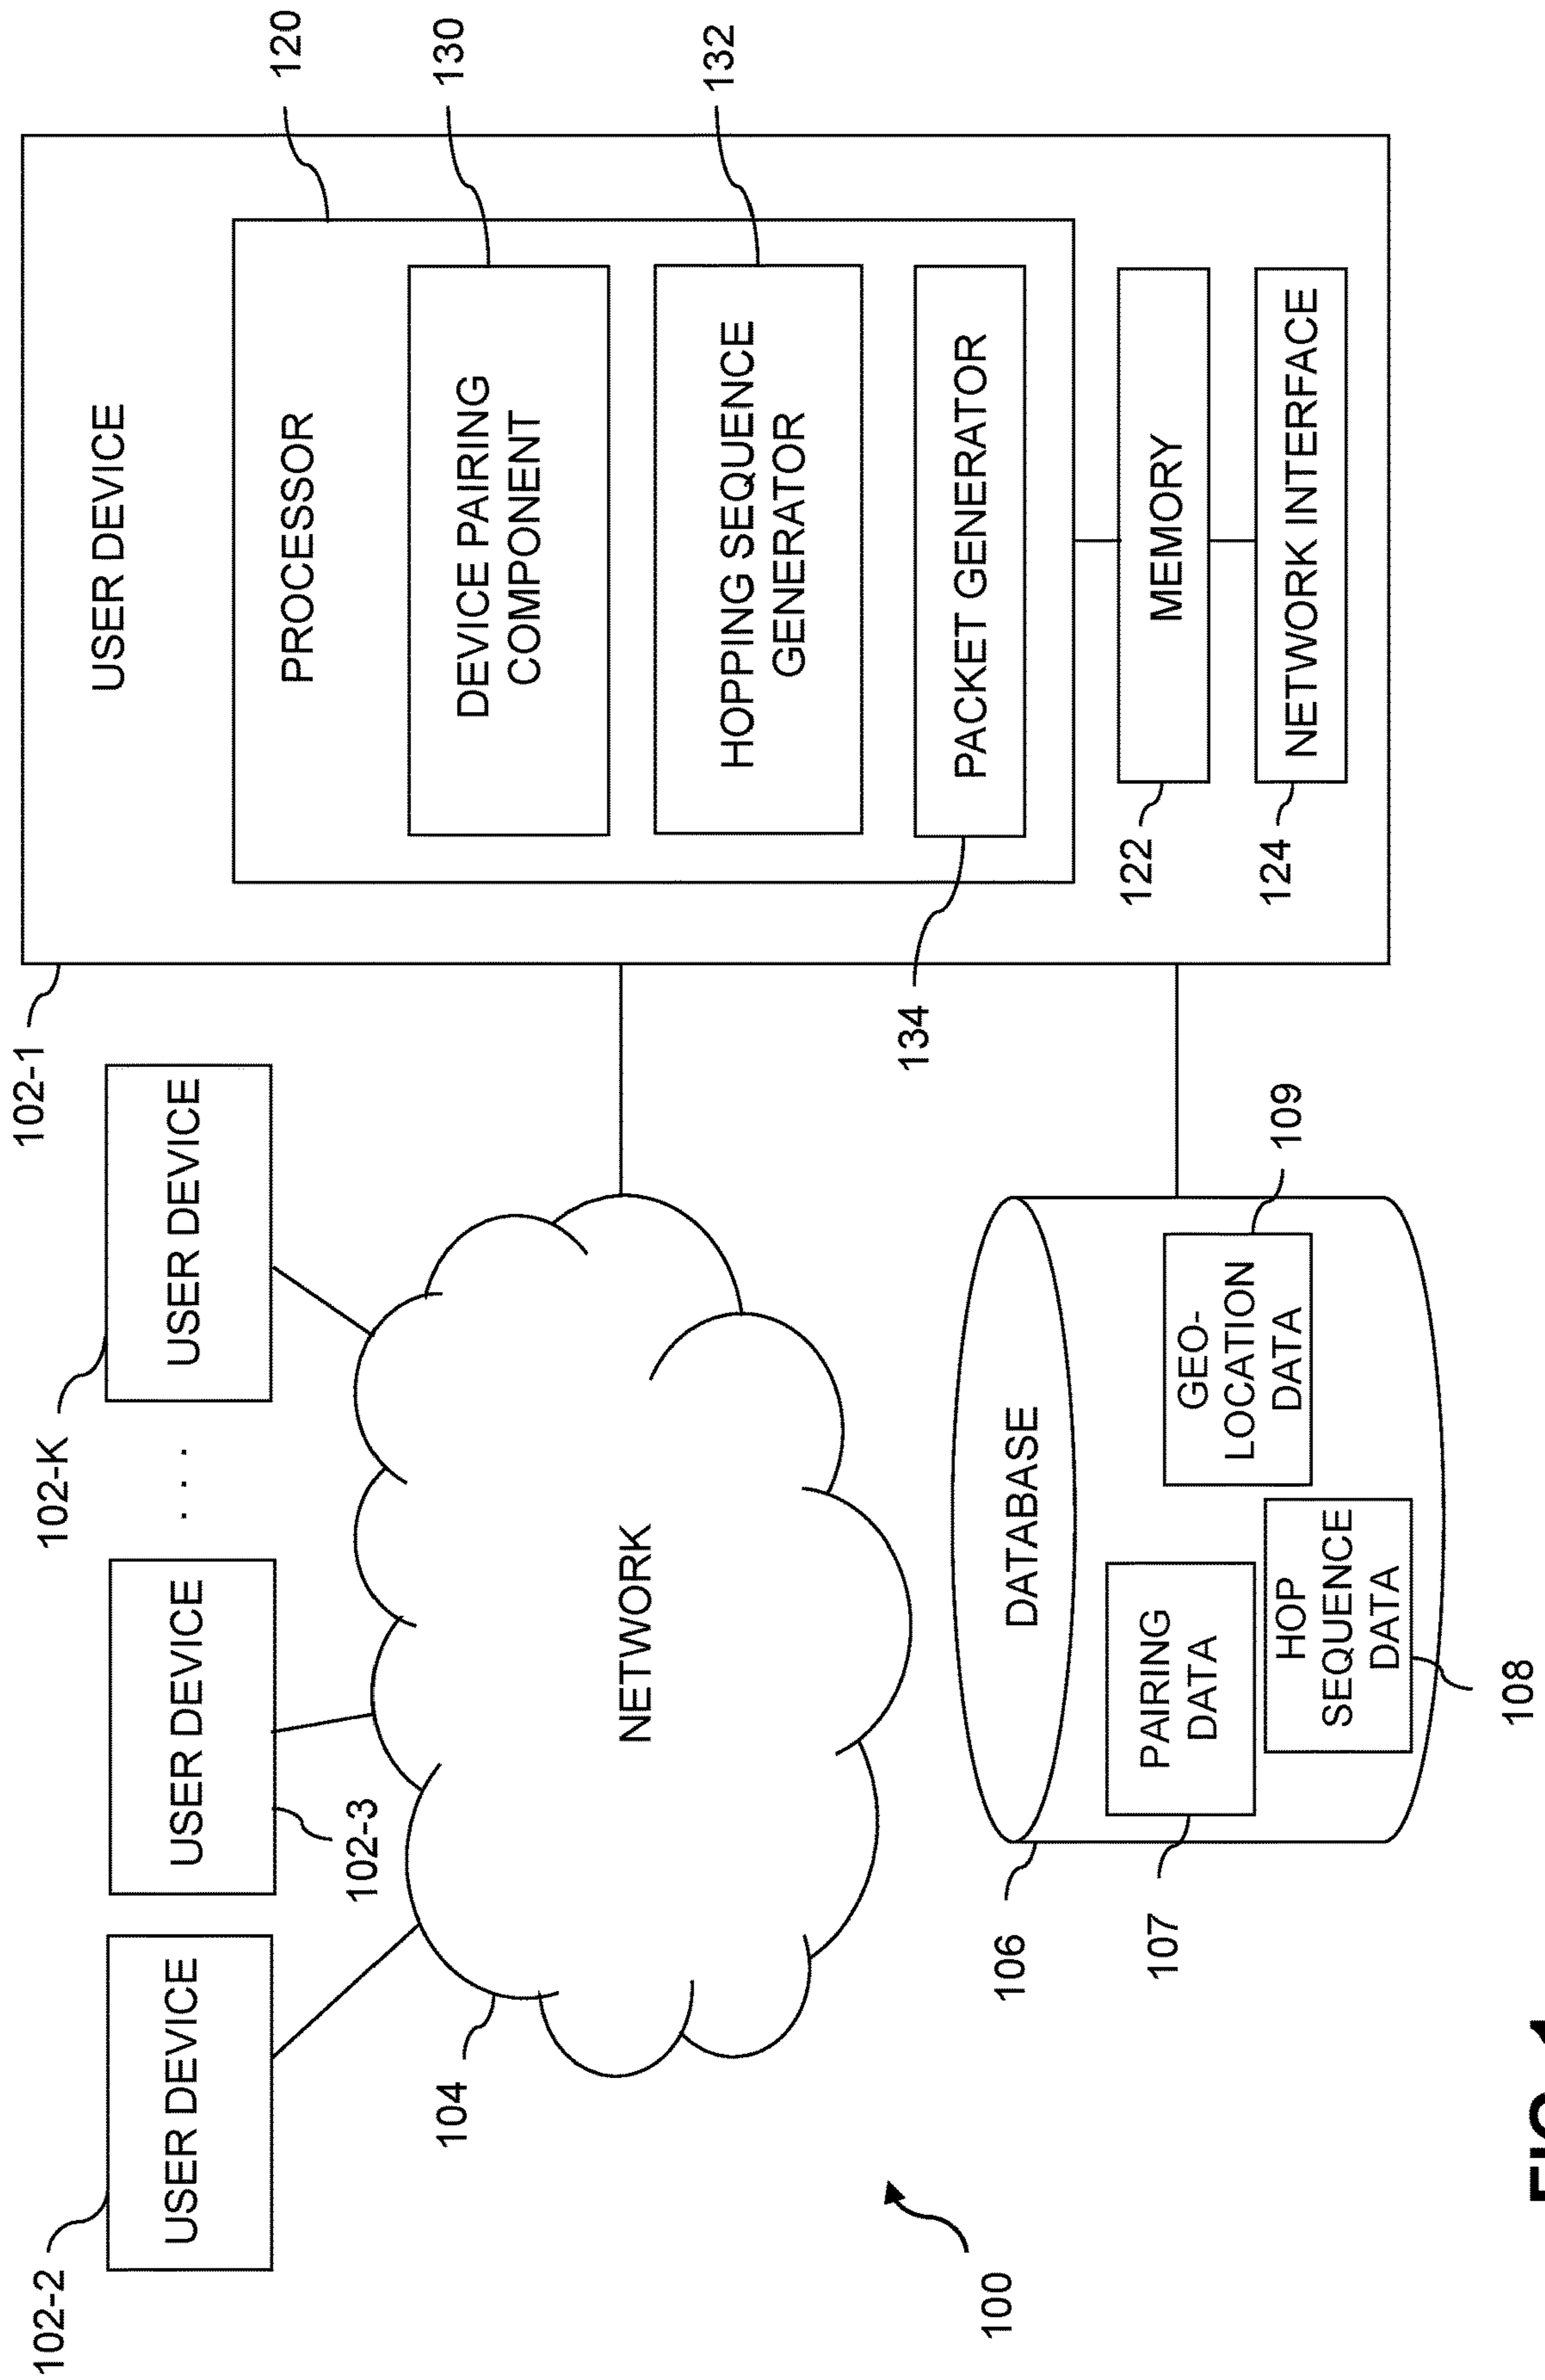 102-2
USER DEVICE
USER DEVICE
102-3
. . .
102-K
USER DEVICE
102-1
USER DEVICE
120
PROCESSOR
130
DEVICE PAIRING
COMPONENT
132
HOPPING SEQUENCE
GENERATOR
134
PACKET GENERATOR
122
MEMORY
124
NETWORK INTERFACE
104
NETWORK
106
DATABASE
107
PAIRING
DATA
109
GEO-
LOCATION
DATA
HOP
SEQUENCE
DATA
108
100